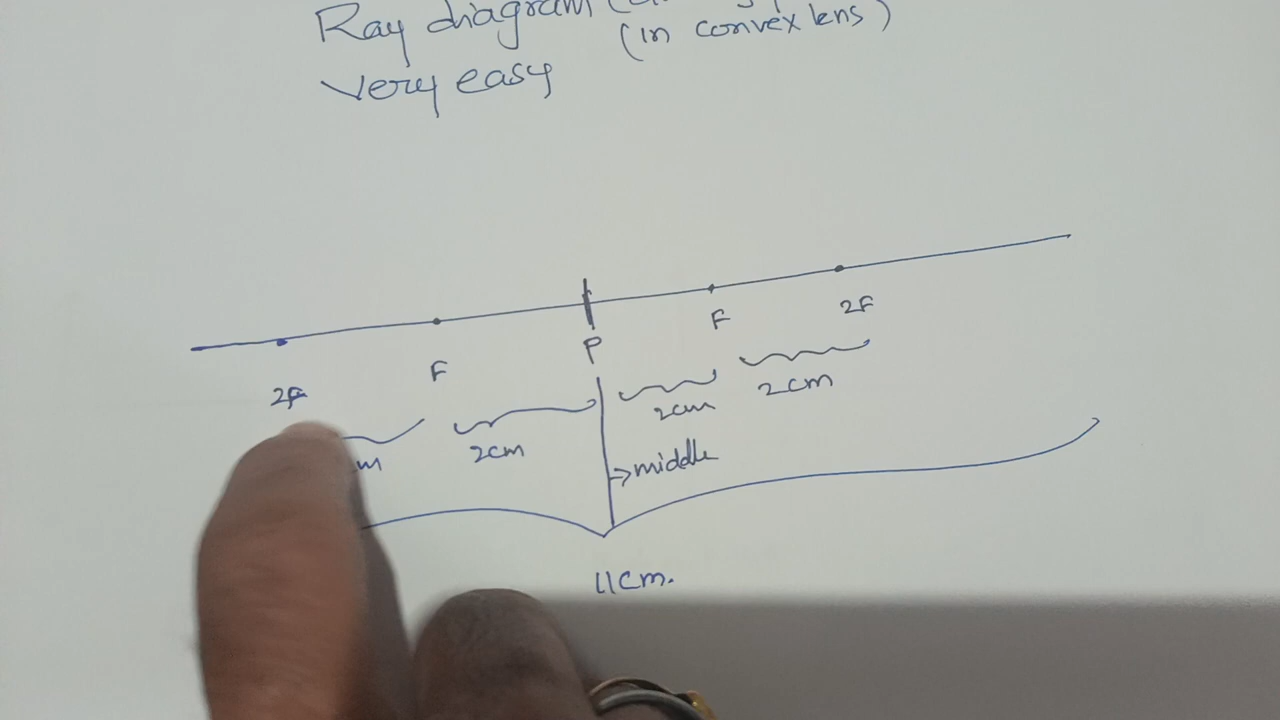 Ray diagram
(in convex lens)
very easy
F 2F
P
F
2F
2cm
2cm
2cm
→ middle
11cm.